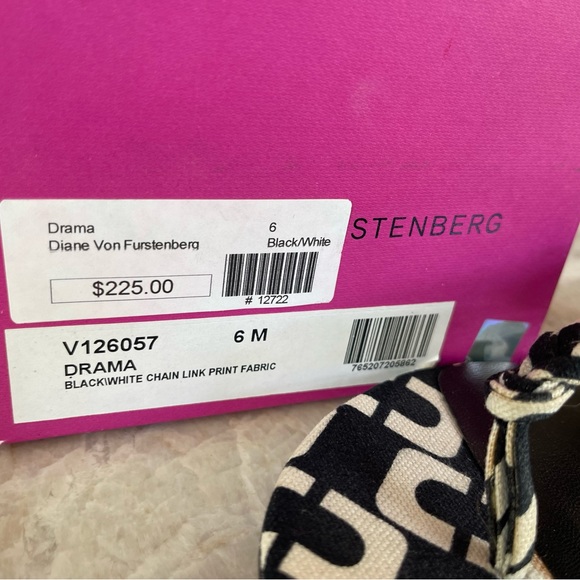 STENBERG
Drama 6
Diane Von Furstenberg Black/White
$225.00
# 12722
V126057 6 M
DRAMA
BLACK\WHITE CHAIN LINK PRINT FABRIC
765207205862